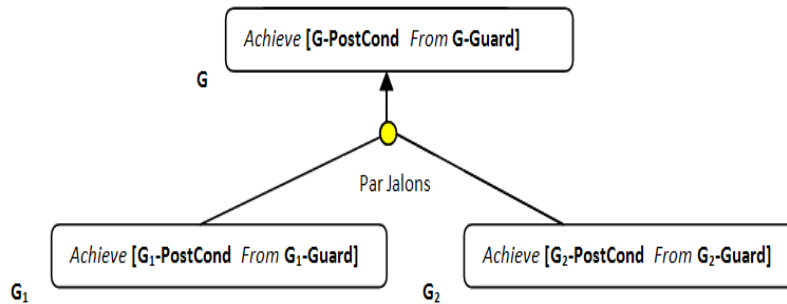 Achieve [G-PostCond From G-Guard]
G
Par Jalons
Achieve [G₁-PostCond From G₁-Guard]
G₁
Achieve [G₂-PostCond From G₂-Guard]
G₂